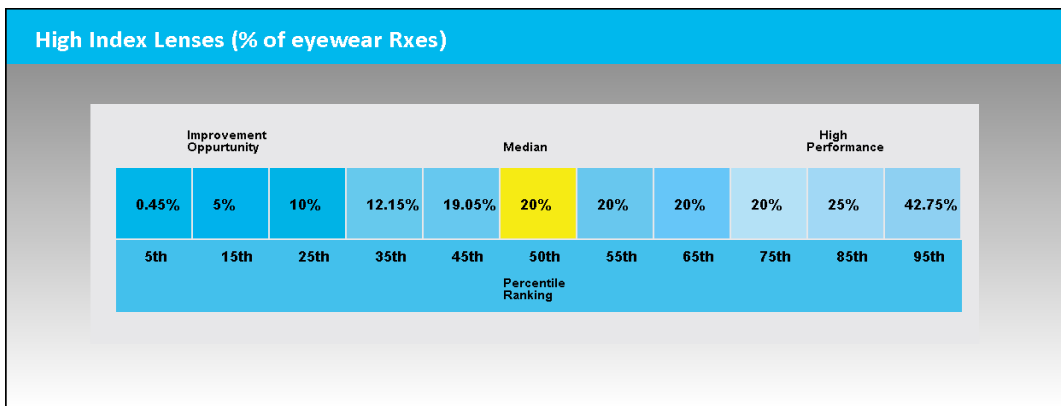 High Index Lenses (% of eyewear Rxes)
Improvement
Oppurtunity
Median
High
Performance
0.45% 5% 10% 12.15% 19.05% 20% 20% 20% 20% 25% 42.75%
5th 15th 25th 35th 45th 50th 55th 65th 75th 85th 95th
Percentile
Ranking